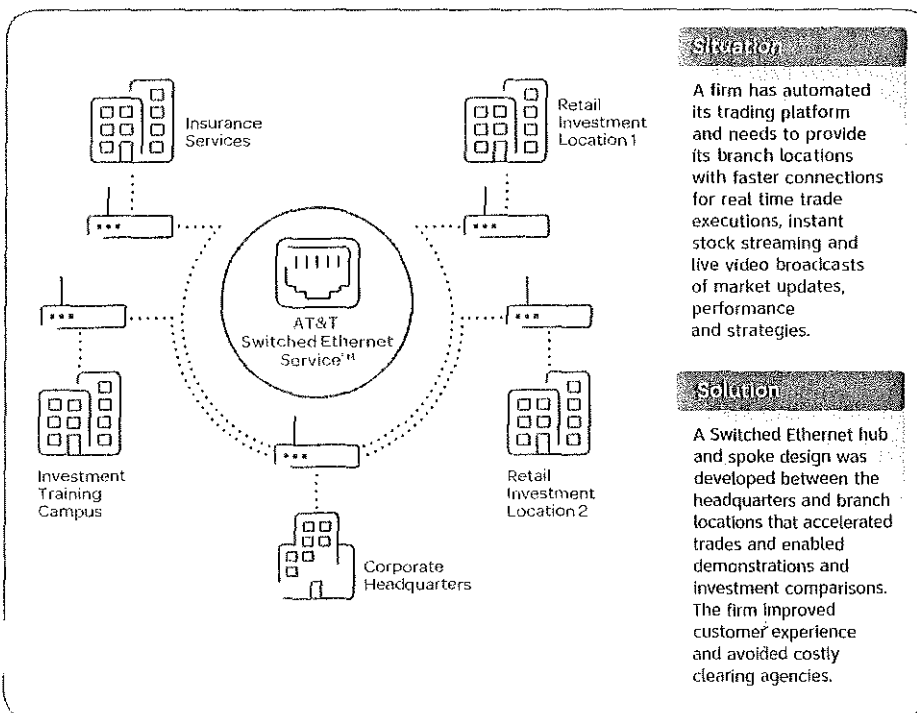 Insurance
Services
Retail
Investment
Location 1
AT&T
Switched Ethernet
Service™
Investment
Training
Campus
Retail
Investment
Location 2
Corporate
Headquarters
Situation
A firm has automated
its trading platform
and needs to provide
its branch locations
with faster connections
for real time trade
executions, instant
stock streaming and
live video broadcasts
of market updates,
performance
and strategies.
Solution
A Switched Ethernet hub
and spoke design was
developed between the
headquarters and branch
locations that accelerated
trades and enabled
demonstrations and
investment comparisons.
The firm improved
customer experience
and avoided costly
clearing agencies.